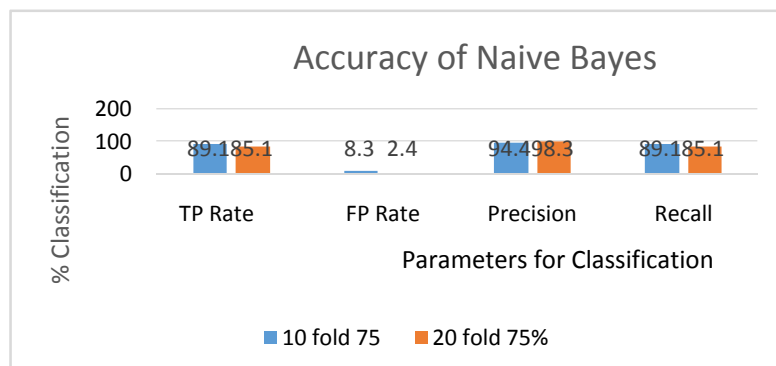 Accuracy of Naive Bayes
% Classification
200
100
0
89.1 85.1 8.3 2.4 94.4 98.3 89.1 85.1
TP Rate FP Rate Precision Recall
Parameters for Classification
10 fold 75 20 fold 75%